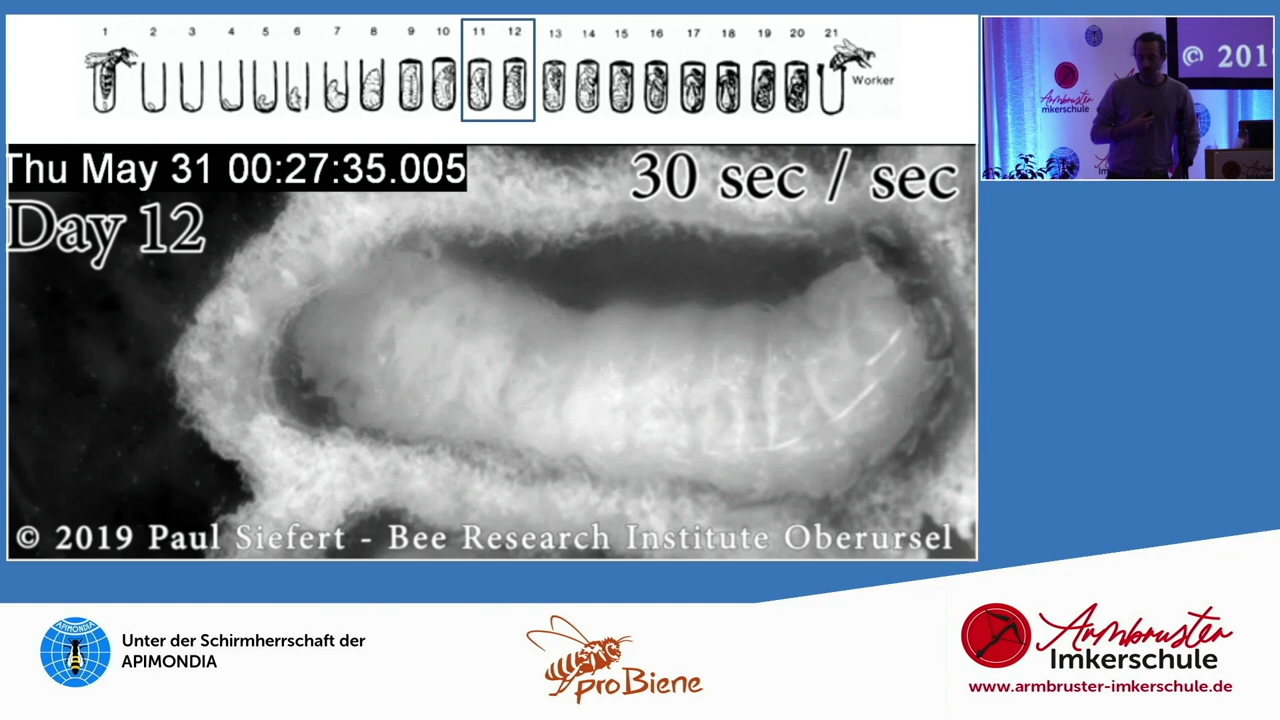 1 2 3 4 5 6 7 8 9 10 11 12 13 14 15 16 17 18 19 20 21
Worker
Thu May 31 00:27:35.005
30 sec / sec
Day 12
© 2019 Paul Siefert - Bee Research Institute Oberursel
© 201
Armbruster
Imkerschule
APIMONDIA
Unter der Schirmherrschaft der
APIMONDIA
proBiene
Armbruster
Imkerschule
www.armbruster-imkerschule.de